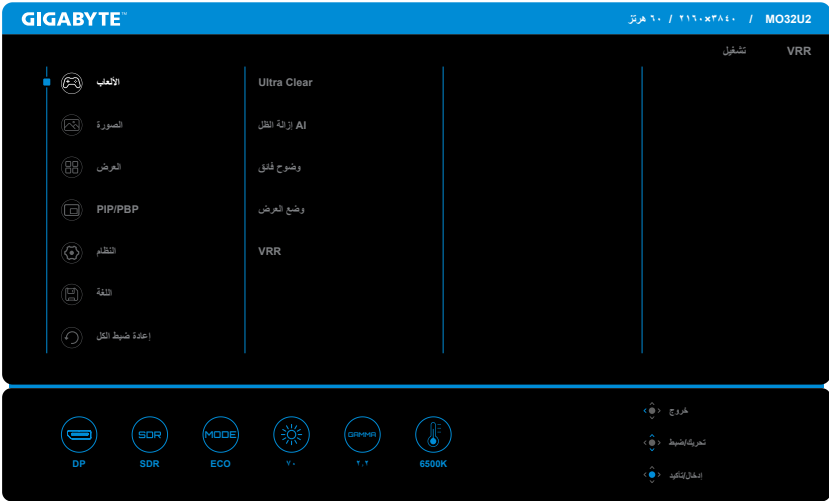 GIGABYTE™
MO32U2 / ٣٨٤٠×٢١٦٠ / ٦٠ هرتز
VRR تشغيل
الألعاب
الصورة
العرض
PIP/PBP
النظام
اللغة
إعادة ضبط الكل
Ultra Clear
AI إزالة الظل
وضوح فائق
وضع العرض
VRR
DP
SDR
SDR
MODE
ECO
٧٠
GAMMA
٢.٢
6500K
خروج
تحريك/ضبط
إدخال/تأكيد